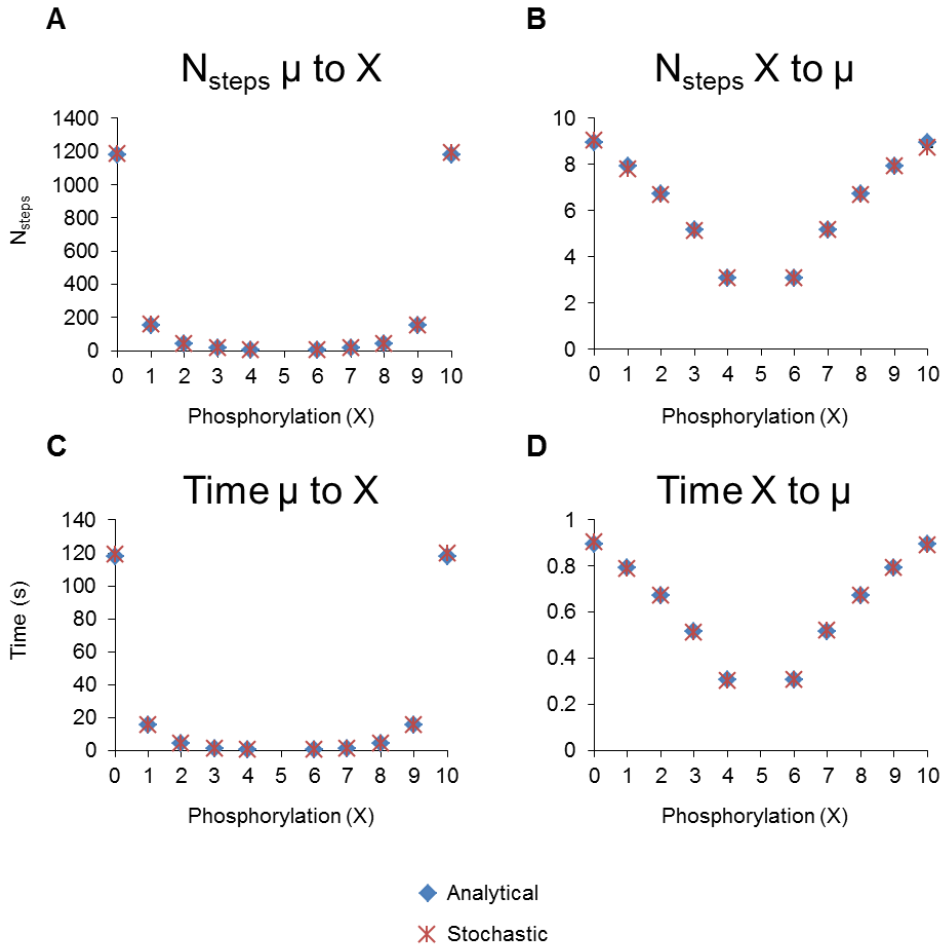 A
N_steps µ to X
1400
1200
1000
800
600
400
200
0
N_steps
0 1 2 3 4 5 6 7 8 9 10
Phosphorylation (X)
B
N_steps X to µ
10
8
6
4
2
0
0 1 2 3 4 5 6 7 8 9 10
Phosphorylation (X)
C
Time µ to X
140
120
100
80
60
40
20
0
Time (s)
0 1 2 3 4 5 6 7 8 9 10
Phosphorylation (X)
D
Time X to µ
1
0.8
0.6
0.4
0.2
0
0 1 2 3 4 5 6 7 8 9 10
Phosphorylation (X)
Analytical
Stochastic